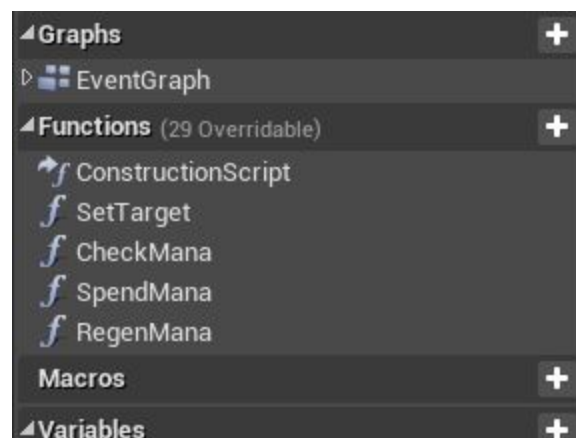 Graphs
EventGraph
Functions (29 Overridable)
ConstructionScript
SetTarget
CheckMana
SpendMana
RegenMana
Macros
Variables